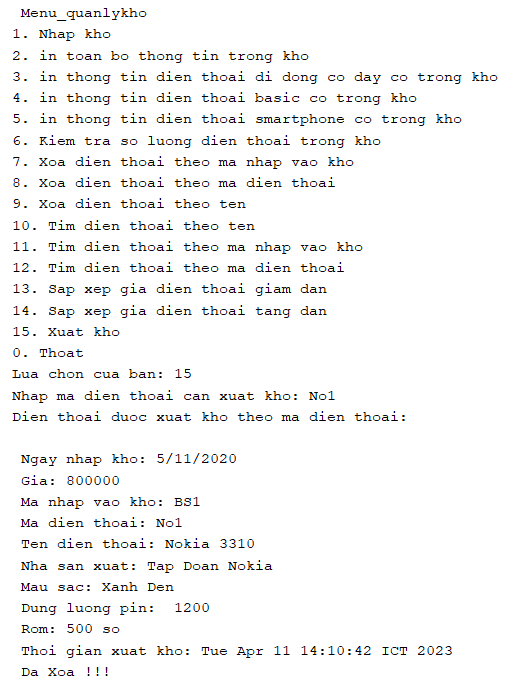 Menu_quanlykho
1. Nhap kho
2. in toan bo thong tin trong kho
3. in thong tin dien thoai di dong co day co trong kho
4. in thong tin dien thoai basic co trong kho
5. in thong tin dien thoai smartphone co trong kho
6. Kiem tra so luong dien thoai trong kho
7. Xoa dien thoai theo ma nhap vao kho
8. Xoa dien thoai theo ma dien thoai
9. Xoa dien thoai theo ten
10. Tim dien thoai theo ten
11. Tim dien thoai theo ma nhap vao kho
12. Tim dien thoai theo ma dien thoai
13. Sap xep gia dien thoai giam dan
14. Sap xep gia dien thoai tang dan
15. Xuat kho
0. Thoat
Lua chon cua ban: 15
Nhap ma dien thoai can xuat kho: No1
Dien thoai duoc xuat kho theo ma dien thoai:
Ngay nhap kho: 5/11/2020
Gia: 800000
Ma nhap vao kho: BS1
Ma dien thoai: No1
Ten dien thoai: Nokia 3310
Nha san xuat: Tap Doan Nokia
Mau sac: Xanh Den
Dung luong pin:  1200
Rom: 500 so
Thoi gian xuat kho: Tue Apr 11 14:10:42 ICT 2023
Da Xoa !!!